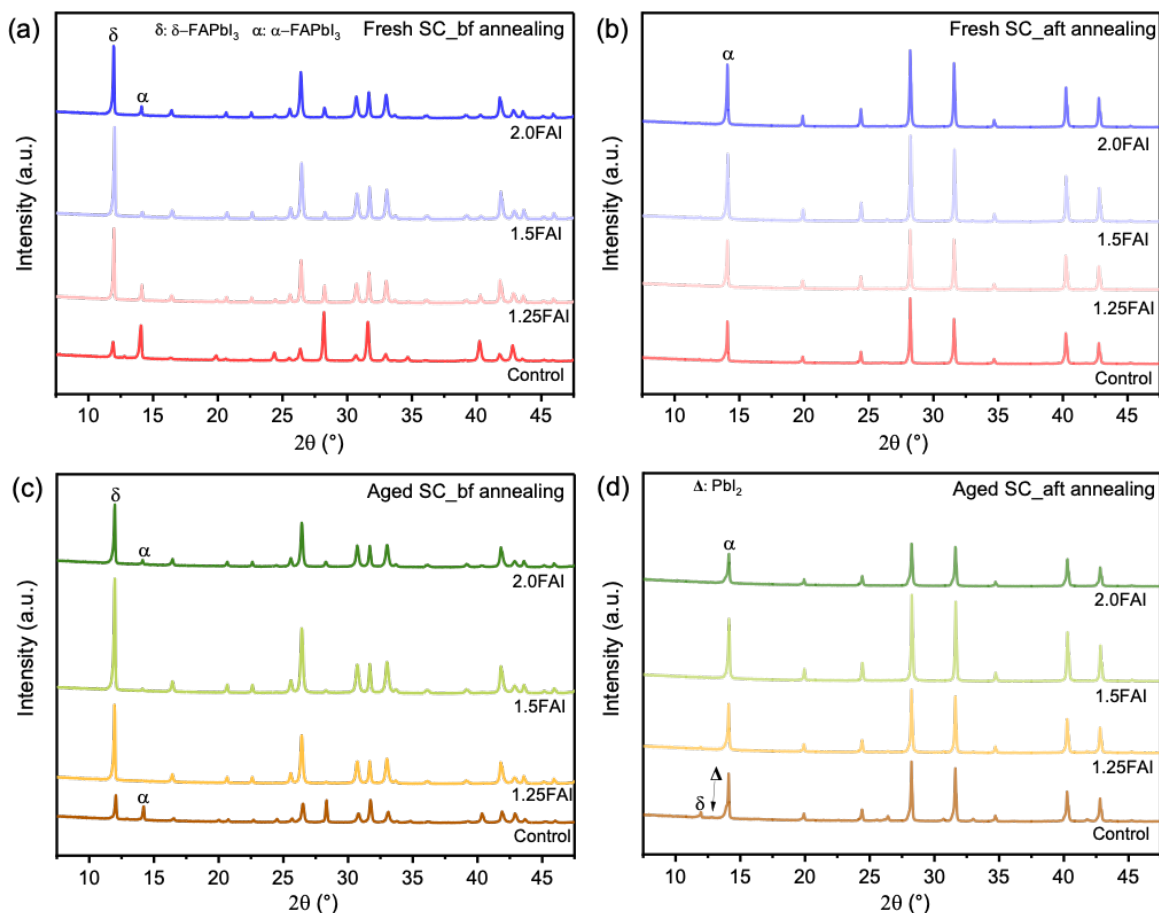 (a)
δ
δ: δ–FAPbI₃ α: α–FAPbI₃
Fresh SC_bf annealing
α
2.0FAI
1.5FAI
1.25FAI
Control
Intensity (a.u.)
10 15 20 25 30 35 40 45
2θ (°)
(b)
Fresh SC_aft annealing
α
2.0FAI
1.5FAI
1.25FAI
Control
Intensity (a.u.)
10 15 20 25 30 35 40 45
2θ (°)
(c)
δ
Aged SC_bf annealing
α
2.0FAI
1.5FAI
1.25FAI
α
Control
Intensity (a.u.)
10 15 20 25 30 35 40 45
2θ (°)
(d)
Δ: PbI₂
Aged SC_aft annealing
α
2.0FAI
1.5FAI
1.25FAI
Δ
δ
Control
Intensity (a.u.)
10 15 20 25 30 35 40 45
2θ (°)